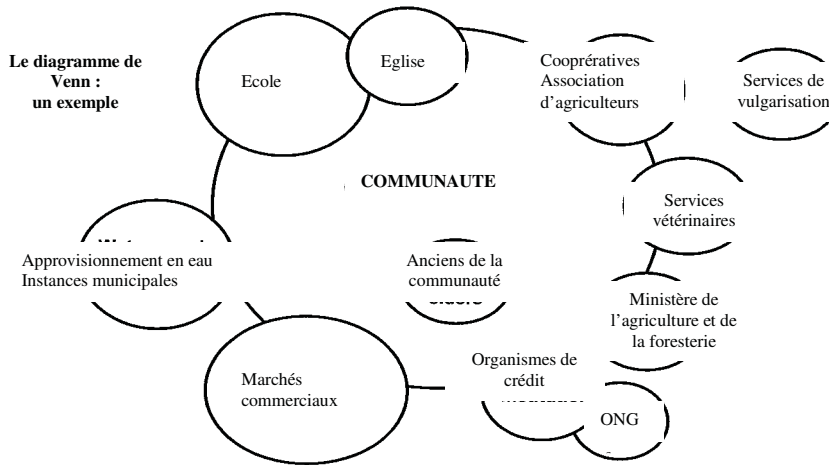 Le diagramme de
Venn :
un exemple
Ecole
Eglise
Cooprératives
Association
d'agriculteurs
Services de
vulgarisation
COMMUNAUTE
Services
vétérinaires
Approvisionnement en eau
Instances municipales
Anciens de la
communauté
Ministère de
l'agriculture et de
la foresterie
Marchés
commerciaux
Organismes de
crédit
ONG